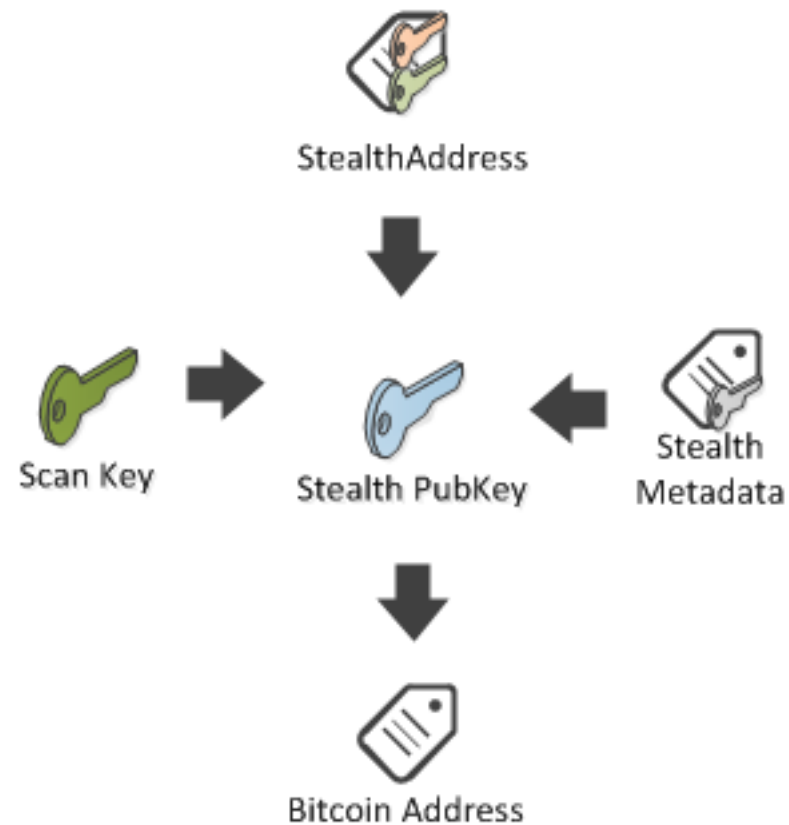 StealthAddress
Scan Key
Stealth PubKey
Stealth
Metadata
Bitcoin Address